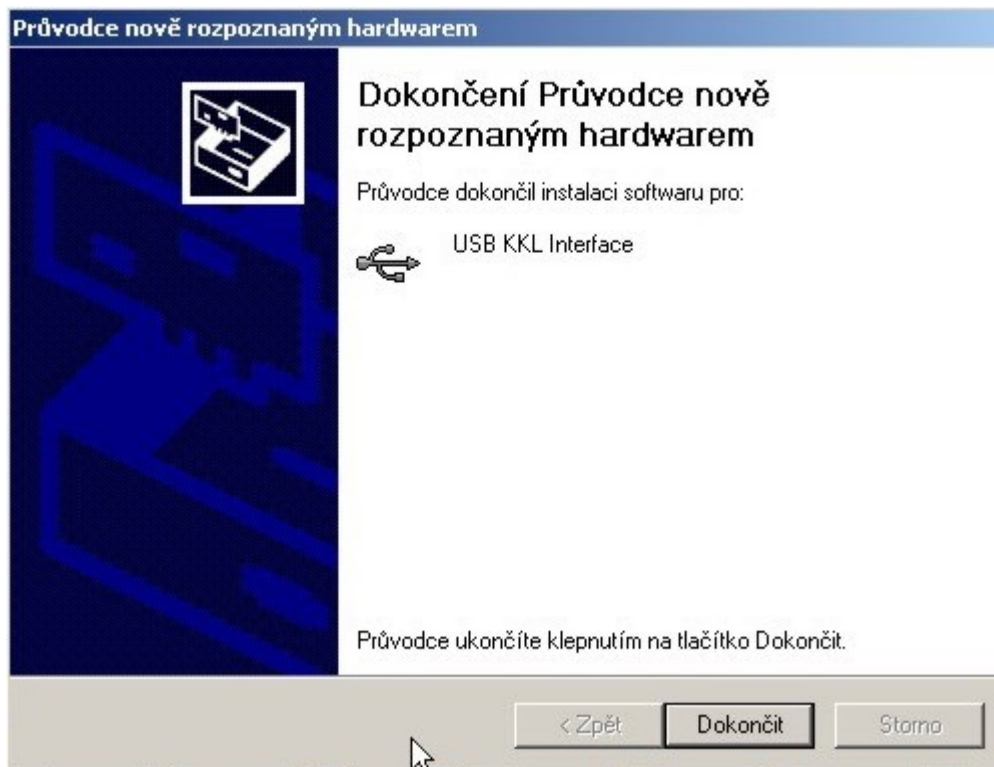 Průvodce nově rozpoznaným hardwarem
Dokončení Průvodce nově
rozpoznaným hardwarem
Průvodce dokončil instalaci softwaru pro:
USB KKL Interface
Průvodce ukončíte klepnutím na tlačítko Dokončit.
< Zpět
Dokončit
Storno